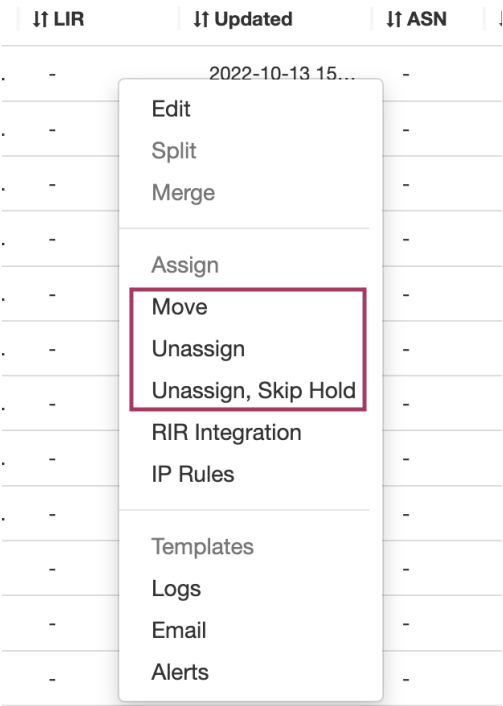 LIR Updated ASN
- 2022-10-13 15... -
Edit
Split
Merge
Assign
Move
Unassign
Unassign, Skip Hold
RIR Integration
IP Rules
Templates
Logs
Email
Alerts